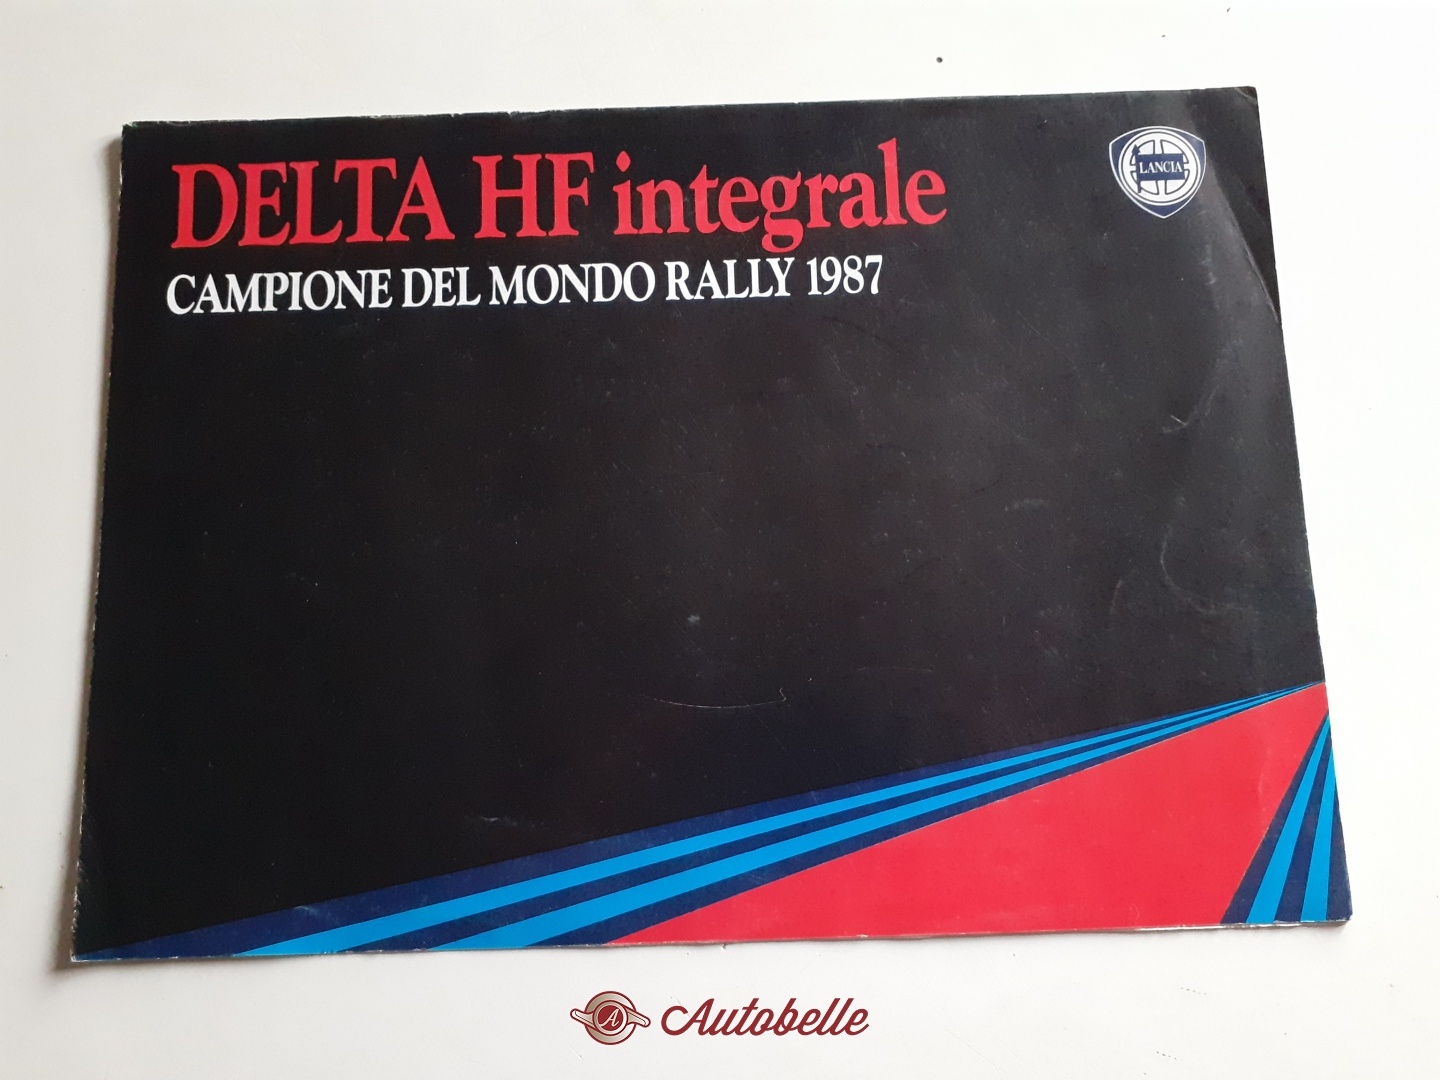 DELTA HF integrale
LANCIA
CAMPIONE DEL MONDO RALLY 1987
A Autobelle